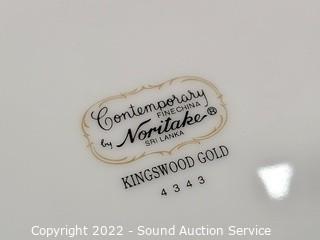 Contemporary
FINE CHINA
by Noritake®
SRI LANKA
KINGSWOOD GOLD
4343
Copyright 2022 - Sound Auction Service